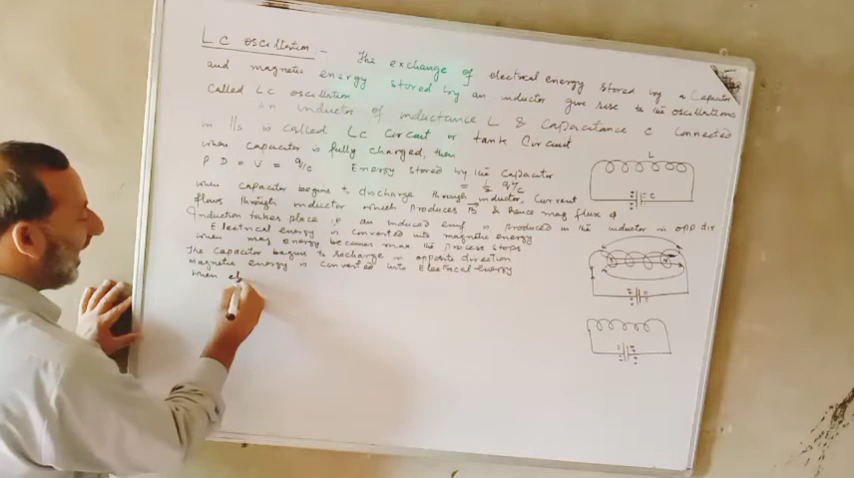 LC oscillation :- The exchange of electrical energy stored by a Capacitor
and magnetic energy stored by an inductor give rise to the oscillations
called LC oscillation
An inductor of inductance L & Capacitance C connected
in ||s is called LC Circuit or tank Circuit
when capacitor is fully charged, then
P D = V = q/c Energy stored by the Capacitor
= 1/2 q²/c
when capacitor begins to discharge through inductor, Current
flows through inductor which produces B & hence mag flux &
induction takes place i.e an induced emf is produced in the inductor in opp dir
Electrical energy is converted into magnetic energy
when mag energy becomes max the process stops
The Capacitor begins to recharge in opposite direction
Magnetic energy is converted into Electrical energy
when el
L
C